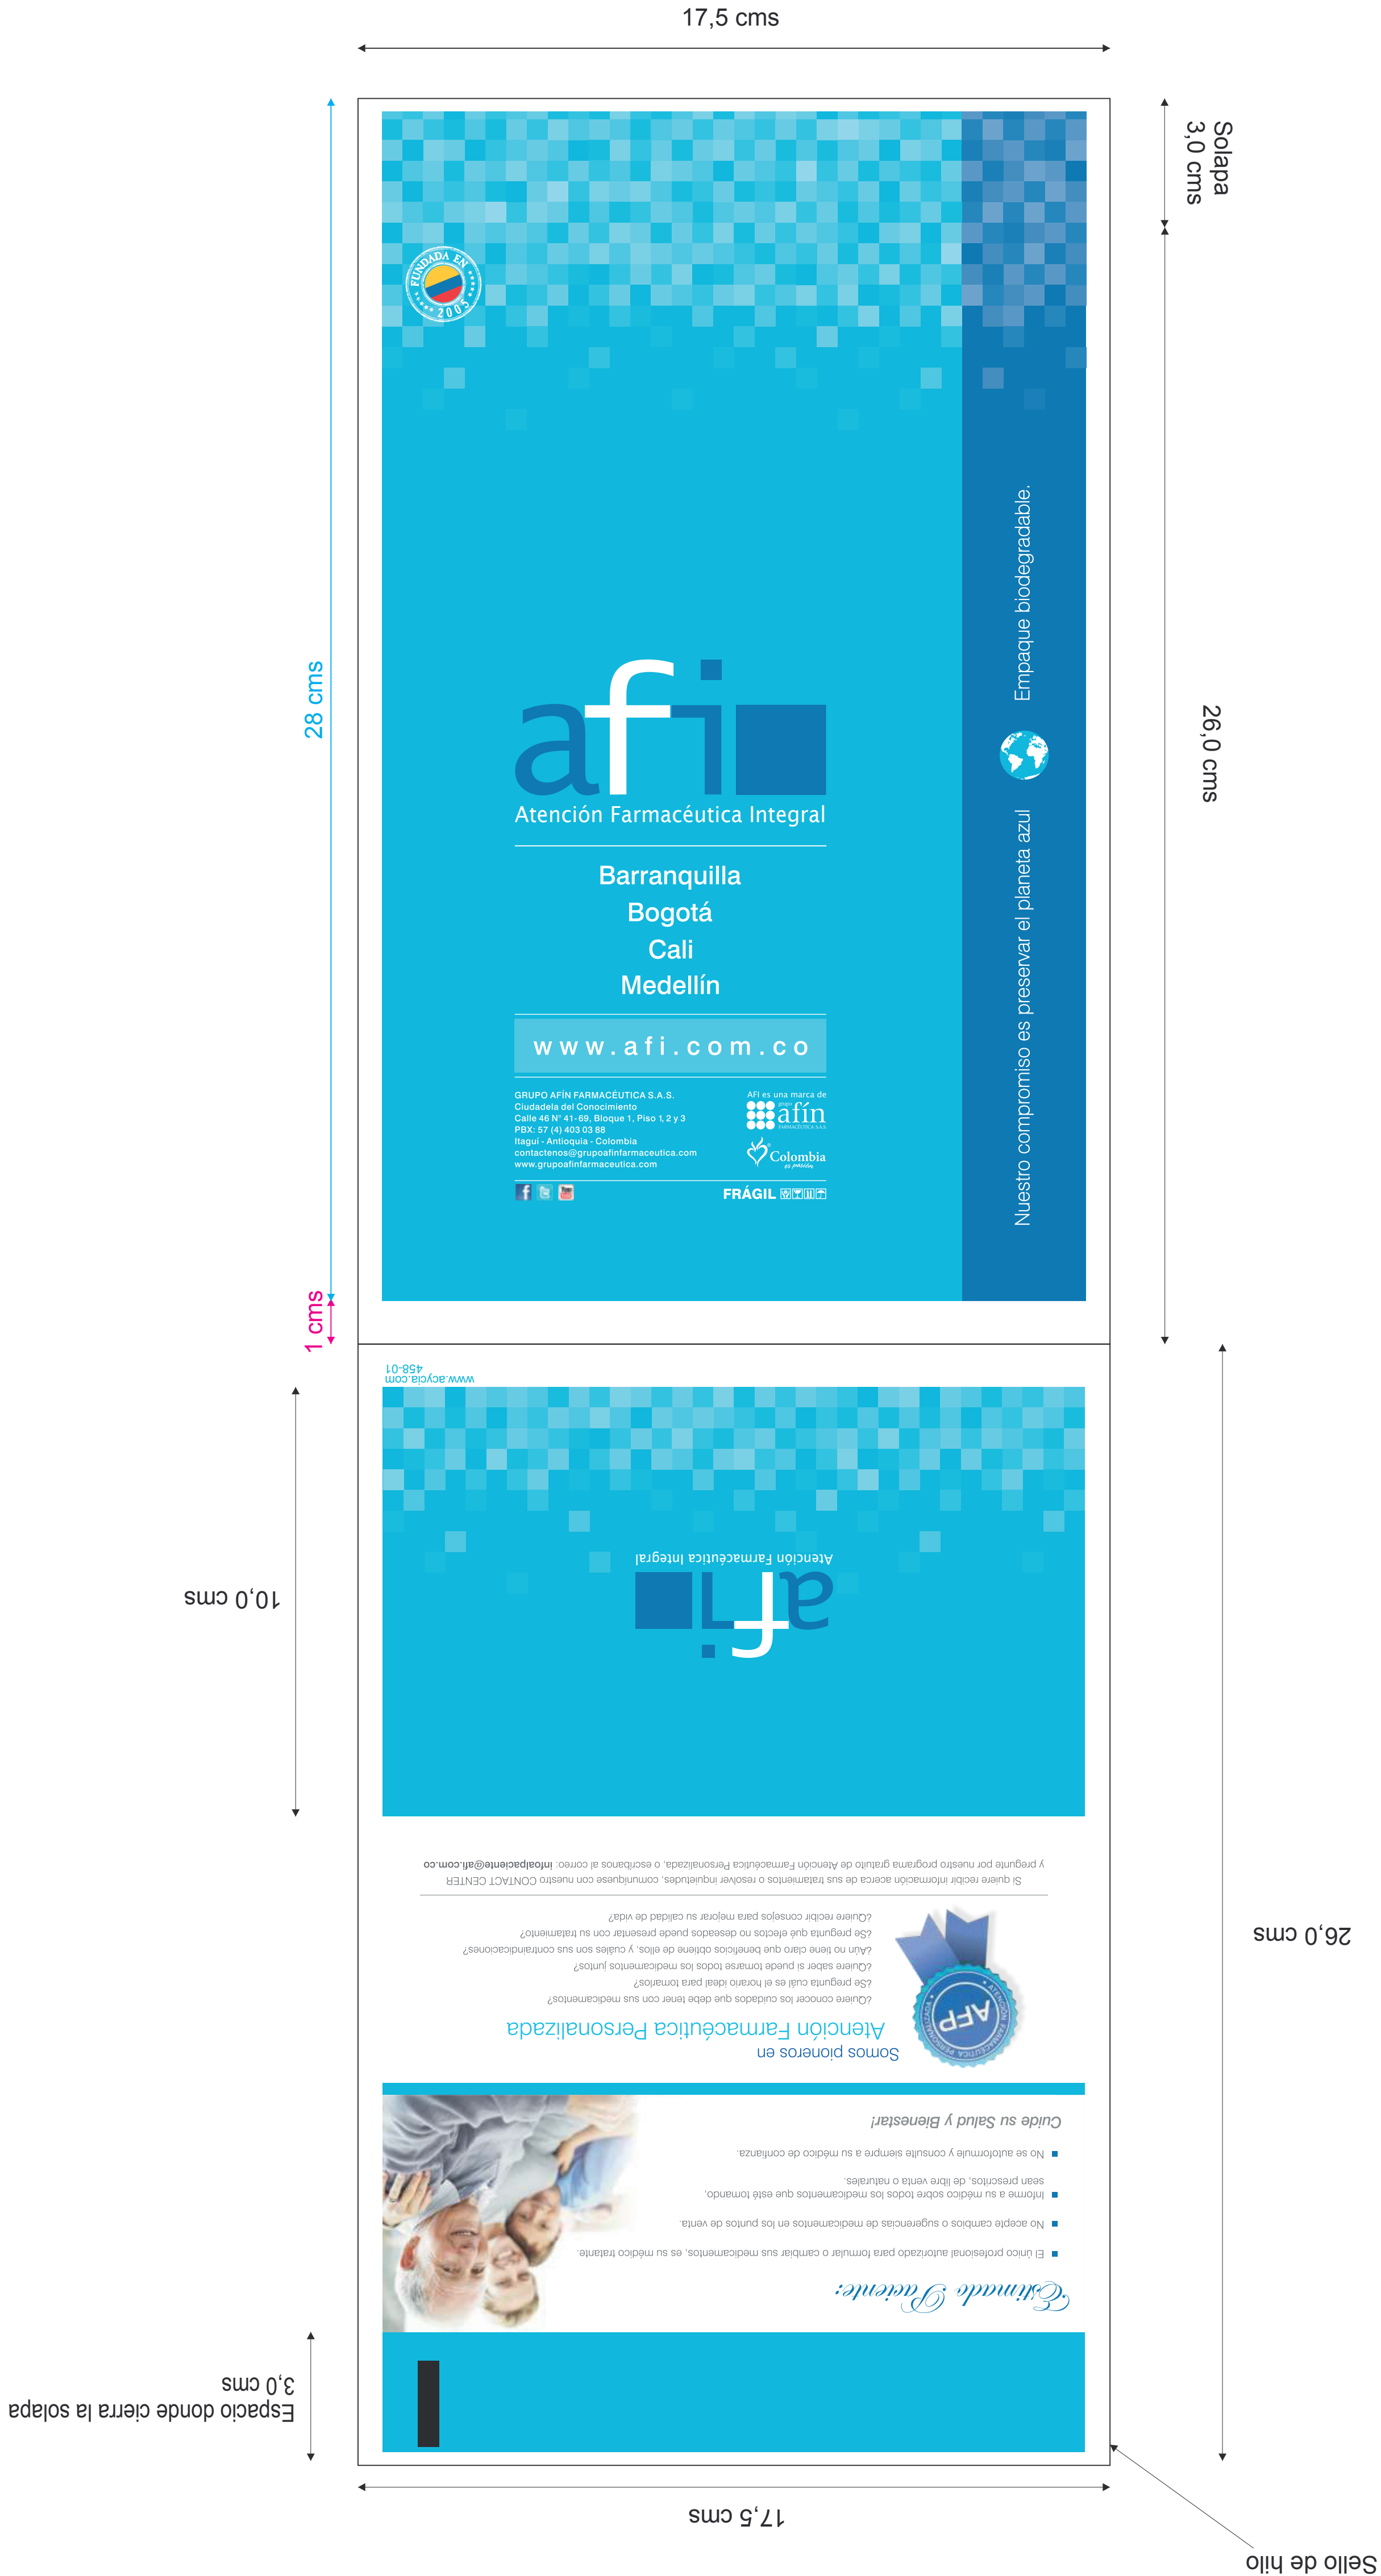 17,5 cms
Solapa
3,0 cms
28 cms
26,0 cms
1 cms
FUNDADA EN
2005
afi
Atención Farmacéutica Integral
Barranquilla
Bogotá
Cali
Medellín
www.afi.com.co
GRUPO AFÍN FARMACÉUTICA S.A.S.
Ciudadela del Conocimiento
Calle 46 N° 41-69, Bloque 1, Piso 1, 2 y 3
PBX: 57 (4) 403 03 88
Itaguí - Antioquia - Colombia
contactenos@grupoafinfarmaceutica.com
www.grupoafinfarmaceutica.com
AFI es una marca de
grupo
afín
FARMACÉUTICA S.A.S.
Colombia
es pasión
FRÁGIL
Nuestro compromiso es preservar el planeta azul
Empaque biodegradable.
Sello de hilo
17,5 cms
Espacio donde cierra la solapa
3,0 cms
Estimado Paciente:
El único profesional autorizado para formular o cambiar sus medicamentos, es su médico tratante.
No acepte cambios o sugerencias de medicamentos en los puntos de venta.
Informe a su médico sobre todos los medicamentos que esté tomando,
sean prescritos, de libre venta o naturales.
No se autoformule y consulte siempre a su médico de confianza.
Cuide su Salud y Bienestar!
Somos pioneros en
Atención Farmacéutica Personalizada
AFP
ATENCIÓN FARMACÉUTICA PERSONALIZADA
¿Quiere conocer los cuidados que debe tener con sus medicamentos?
¿Se pregunta cuál es el horario ideal para tomarlos?
¿Quiere saber si puede tomarse todos los medicamentos juntos?
¿Aún no tiene claro que beneficios obtiene de ellos, y cuáles son sus contraindicaciones?
¿Se pregunta qué efectos no deseados puede presentar con su tratamiento?
¿Quiere recibir consejos para mejorar su calidad de vida?
Si quiere recibir información acerca de sus tratamientos o resolver inquietudes, comuníquese con nuestro CONTACT CENTER
y pregunte por nuestro programa gratuito de Atención Farmacéutica Personalizada, o escríbanos al correo: infoalpaciente@afi.com.co
26,0 cms
10,0 cms
afi
Atención Farmacéutica Integral
www.acycia.com
458-01